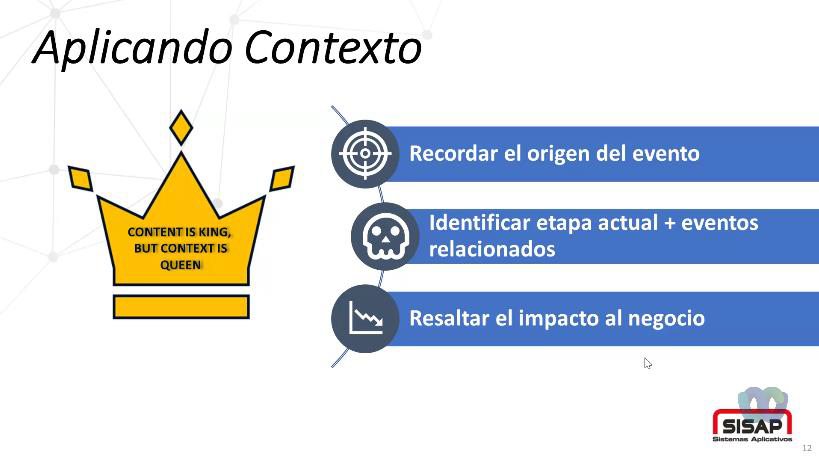 Aplicando Contexto
CONTENT IS KING,
BUT CONTEXT IS
QUEEN
Recordar el origen del evento
Identificar etapa actual + eventos
relacionados
Resaltar el impacto al negocio
SISAP
Sistemas Aplicativos
12